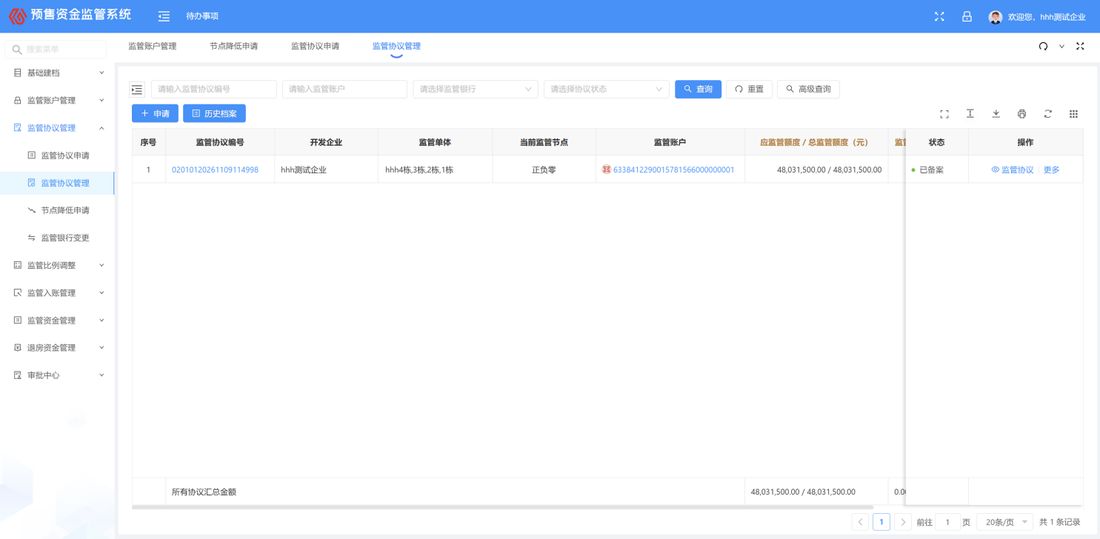 预售资金监管系统 待办事项 欢迎您，hhh测试企业
搜索菜单
监管账户管理 节点降低申请 监管协议申请 监管协议管理
基础建档
监管账户管理
监管协议管理
监管协议申请
监管协议管理
节点降低申请
监管银行变更
监管比例调整
监管入账管理
监管资金管理
退房资金管理
审批中心
请输入监管协议编号 请输入监管账户 请选择监管银行 请选择协议状态 查询 重置 高级查询
申请 历史档案
序号 监管协议编号 开发企业 监管单体 当前监管节点 监管账户 应监管额度 / 总监管额度（元） 状态 操作
1 02010120261109114998 hhh测试企业 hhh4栋,3栋,2栋,1栋 正负零 6338412290015781566000000001 48,031,500.00 / 48,031,500.00 已备案 监管协议 更多
所有协议汇总金额 48,031,500.00 / 48,031,500.00
1 前往 1 页 20条/页 共 1 条记录